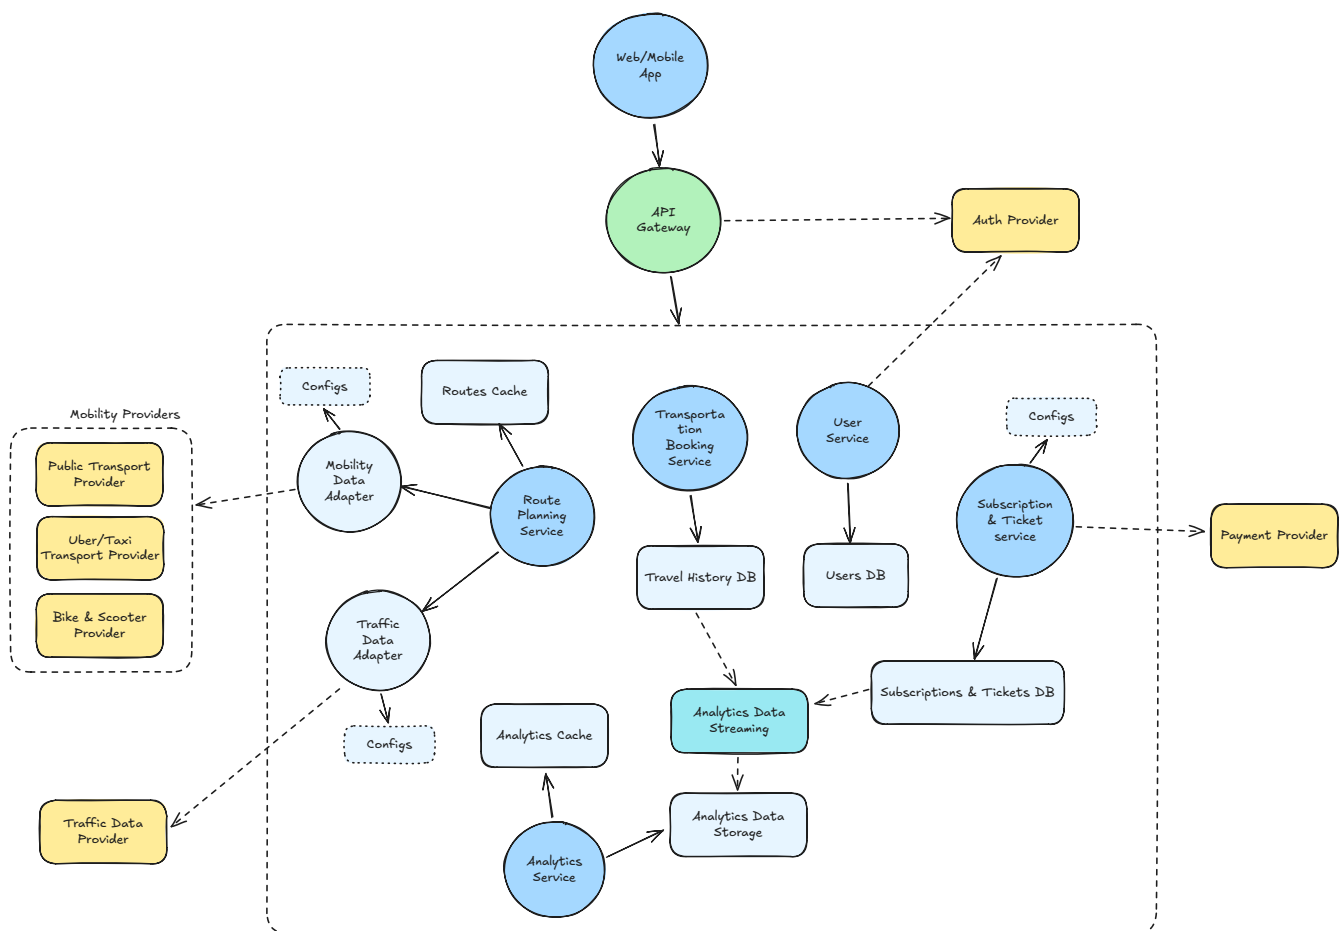 Web/Mobile
App
API
Gateway
Auth Provider
Configs
Routes Cache
Mobility Providers
Public Transport
Provider
Uber/Taxi
Transport Provider
Bike & Scooter
Provider
Mobility
Data
Adapter
Route
Planning
Service
Transporta
tion
Booking
Service
User
Service
Configs
Subscription
& Ticket
service
Payment Provider
Travel History DB
Users DB
Traffic
Data
Adapter
Configs
Subscriptions & Tickets DB
Analytics Cache
Analytics Data
Streaming
Traffic Data
Provider
Analytics Data
Storage
Analytics
Service